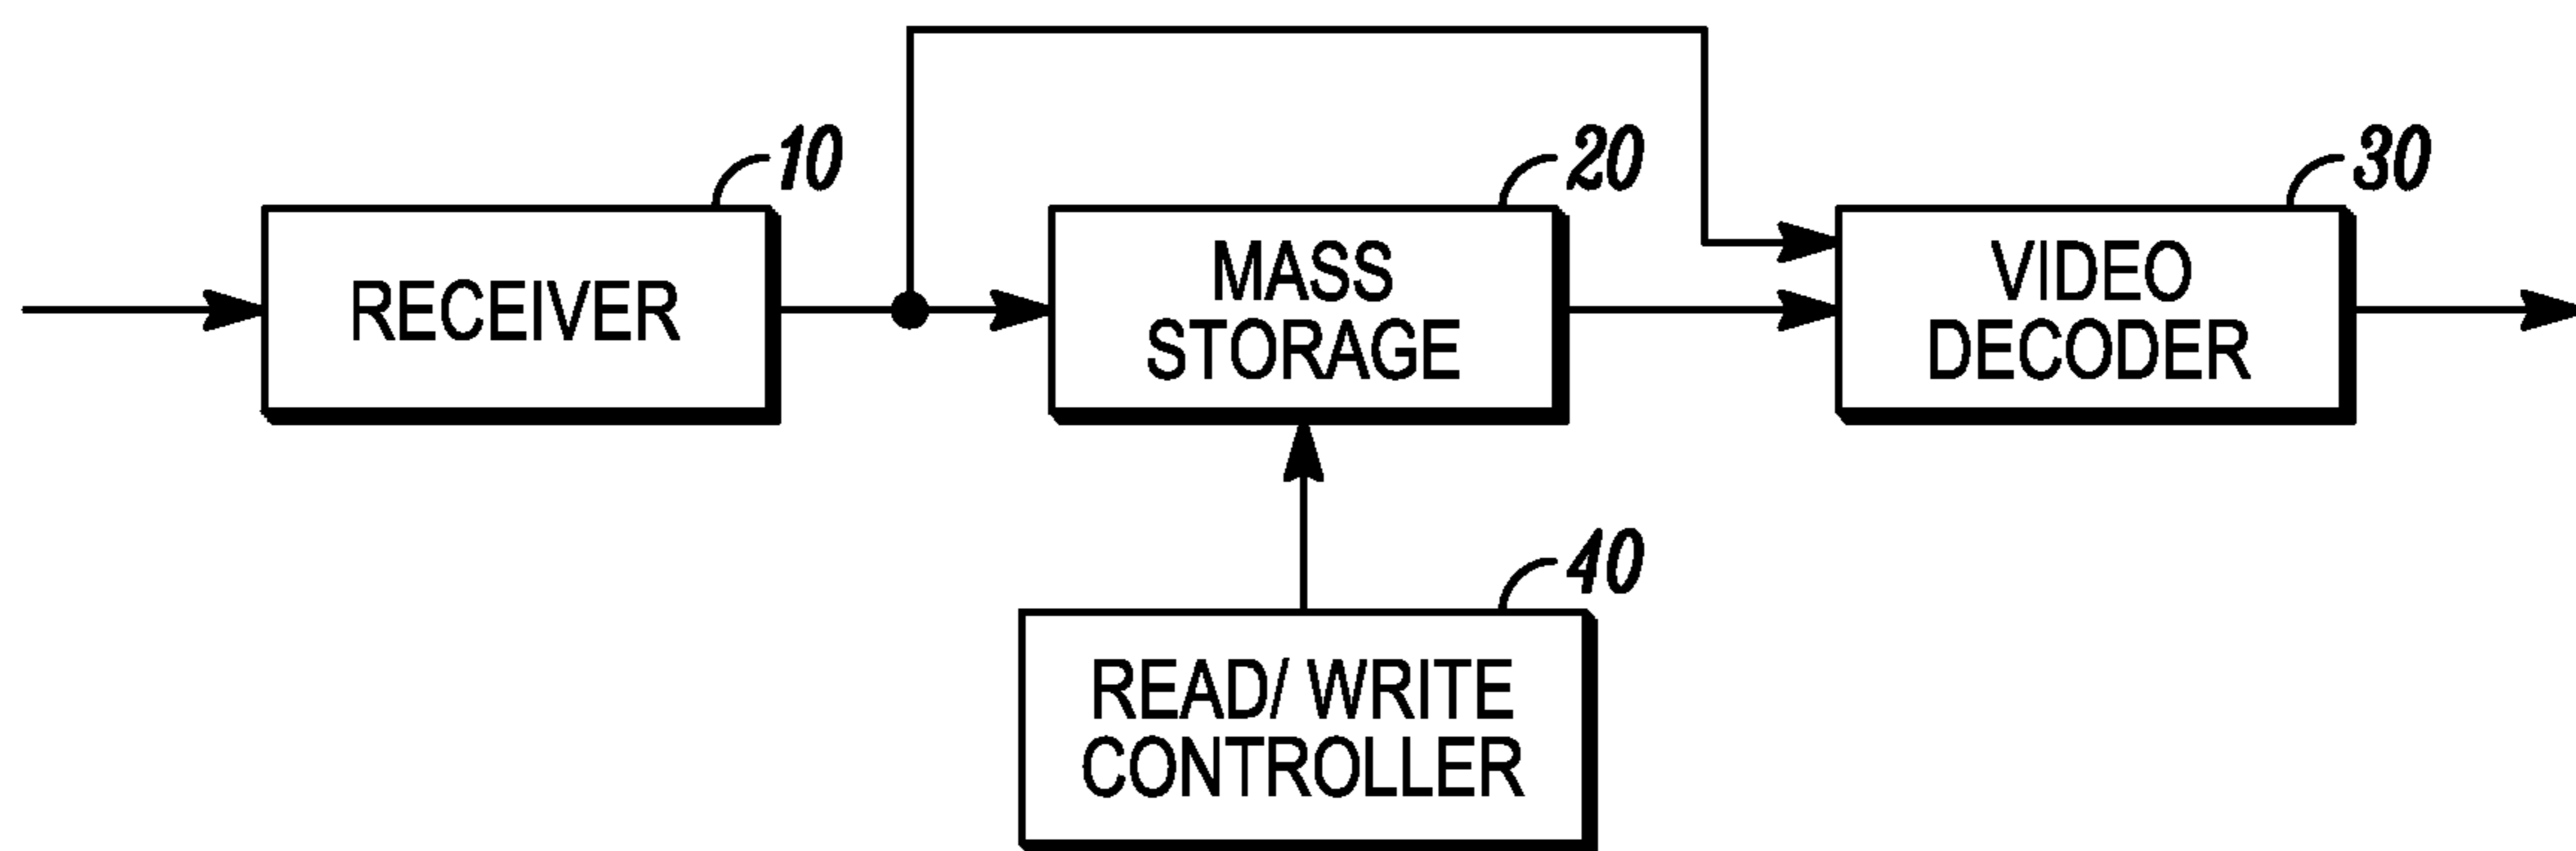 10
20
30
RECEIVER
MASS
STORAGE
VIDEO
DECODER
40
READ/ WRITE
CONTROLLER